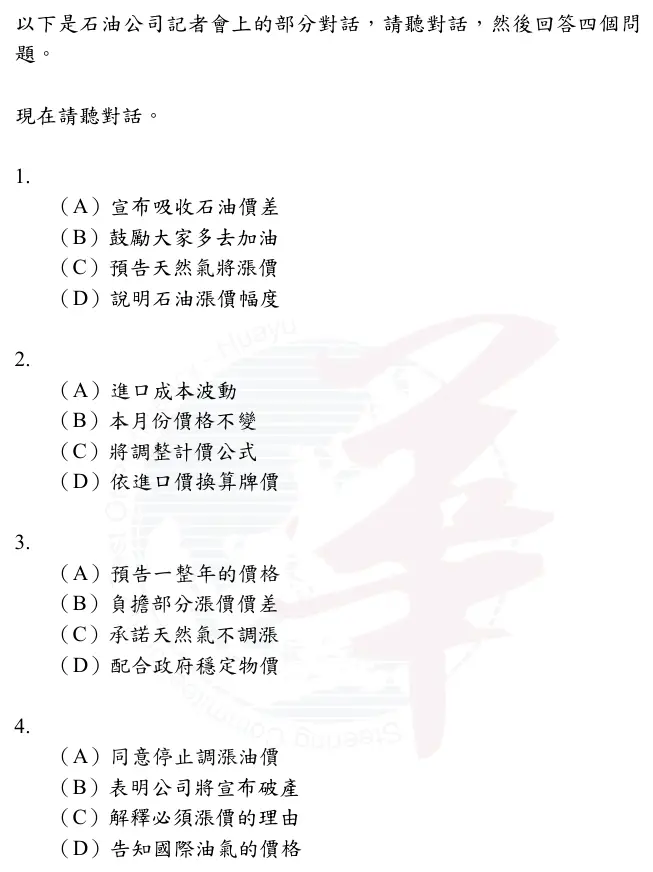 以下是石油公司記者會上的部分對話，請聽對話，然後回答四個問
題。
現在請聽對話。
1.
（A）宣布吸收石油價差
（B）鼓勵大家多去加油
（C）預告天然氣將漲價
（D）說明石油漲價幅度
2.
（A）進口成本波動
（B）本月份價格不變
（C）將調整計價公式
（D）依進口價換算牌價
3.
（A）預告一整年的價格
（B）負擔部分漲價價差
（C）承諾天然氣不調漲
（D）配合政府穩定物價
4.
（A）同意停止調漲油價
（B）表明公司將宣布破產
（C）解釋必須漲價的理由
（D）告知國際油氣的價格
華
Huayu
Steering